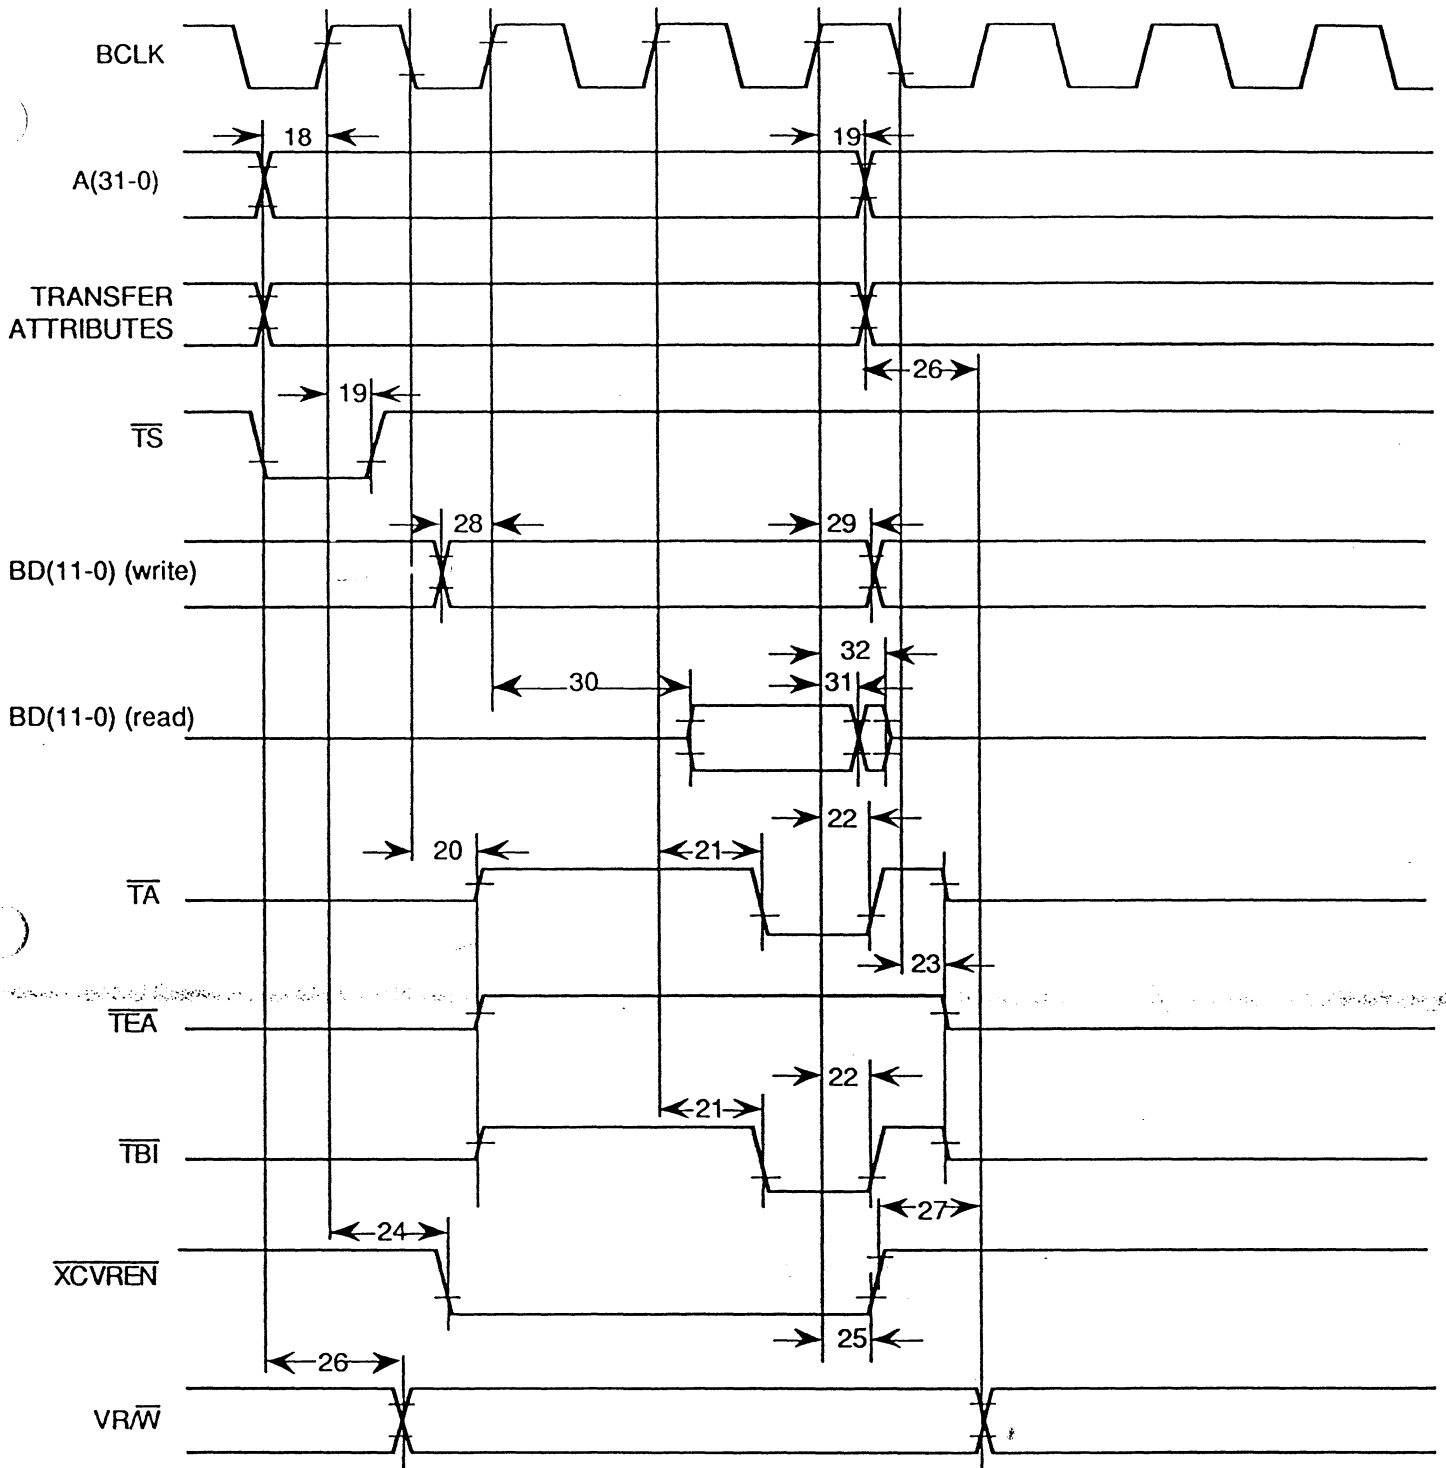 BCLK
18
19
A(31-0)
TRANSFER
ATTRIBUTES
26
19
TS
28
29
BD(11-0) (write)
32
30
31
BD(11-0) (read)
22
20
21
TA
23
TEA
22
21
TBI
27
24
XCVREN
25
26
VR/W